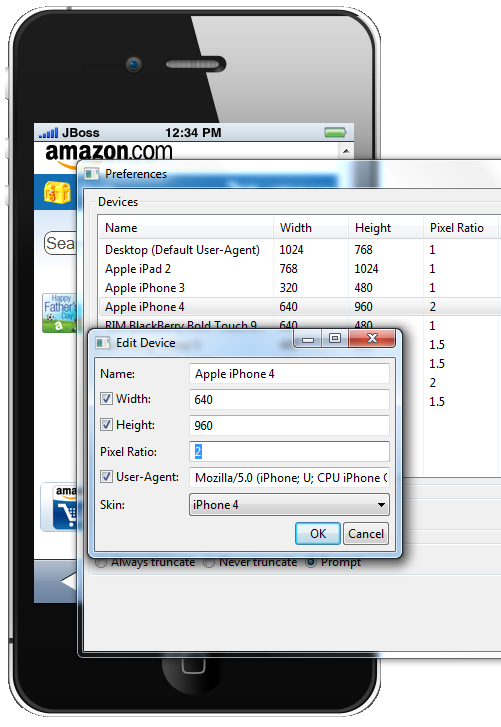 JBoss 12:34 PM
amazon.com
Preferences
Sea
Devices
Name Width Height Pixel Ratio
Desktop (Default User-Agent) 1024 768 1
Apple iPad 2 768 1024 1
Apple iPhone 3 320 480 1
Happy Father's Day a
Apple iPhone 4 640 960 2
RIM BlackBerry Bold Touch 9 640 480 1
1.5
1.5
2
1.5
Edit Device
Name: Apple iPhone 4
Width: 640
Height: 960
Pixel Ratio: 2
User-Agent: Mozilla/5.0 (iPhone; U; CPU iPhone O
Skin: iPhone 4
OK Cancel
ama
Always truncate Never truncate Prompt